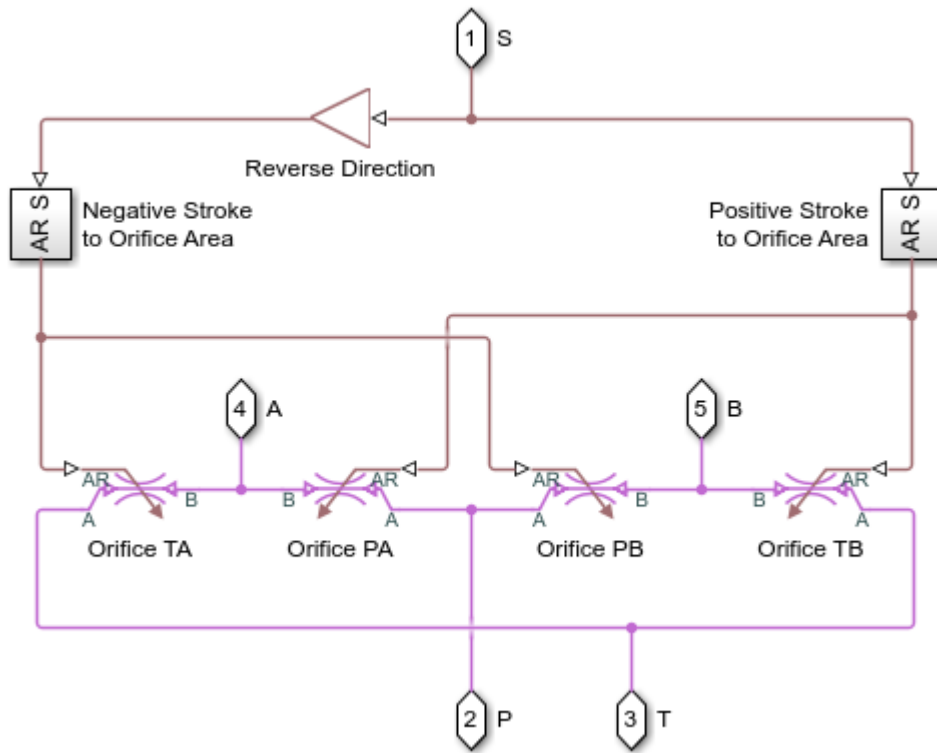 1 S
Reverse Direction
AR S
Negative Stroke
to Orifice Area
Positive Stroke
to Orifice Area
AR S
4 A
5 B
AR
B
B
AR
AR
B
B
AR
A
A
A
A
Orifice TA
Orifice PA
Orifice PB
Orifice TB
2 P
3 T